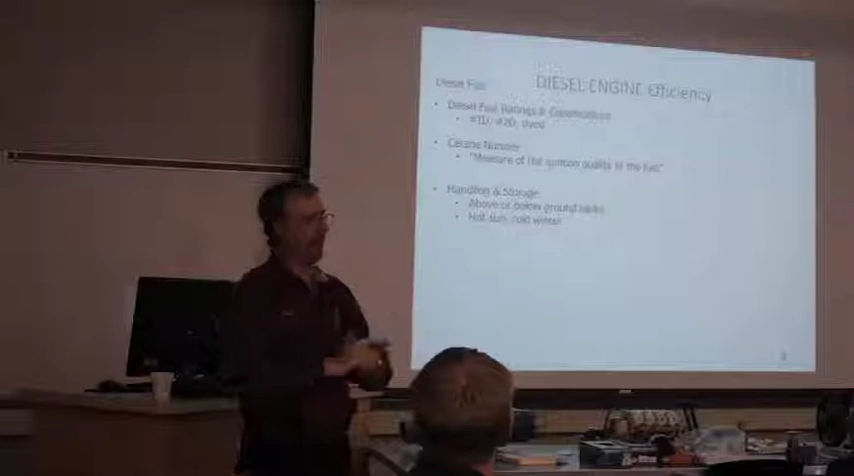 DIESEL ENGINE Efficiency
Diesel Fuel
• Diesel Fuel Ratings & Classifications
• #1D, #2D, dyed
• Cetane Number
• "Measure of the ignition quality of the fuel"
• Handling & Storage
• Above or below ground tanks
• Hot sun, cold winter